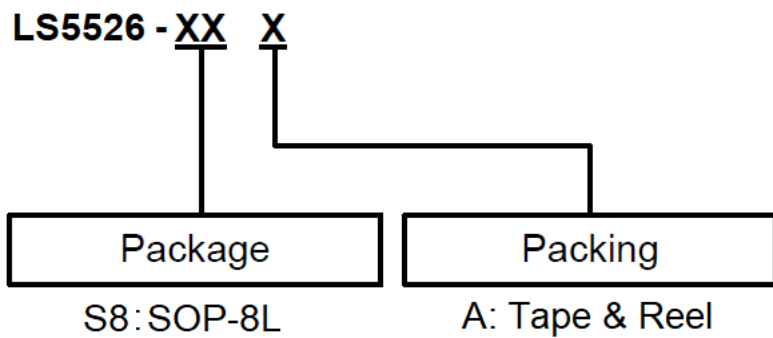 LS5526 - XX X
Package
Packing
S8:SOP-8L
A: Tape & Reel